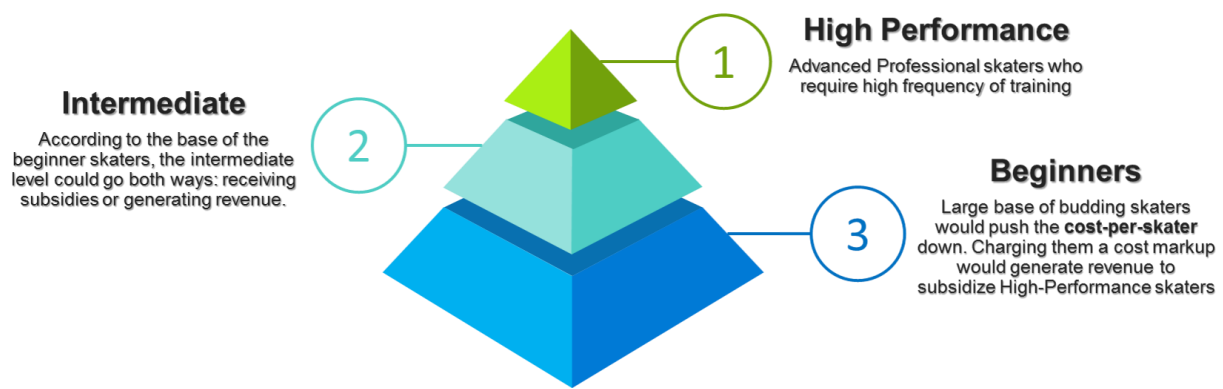 1
High Performance
Advanced Professional skaters who
require high frequency of training
Intermediate
According to the base of the
beginner skaters, the intermediate
level could go both ways: receiving
subsidies or generating revenue.
2
3
Beginners
Large base of budding skaters
would push the cost-per-skater
down. Charging them a cost markup
would generate revenue to
subsidize High-Performance skaters